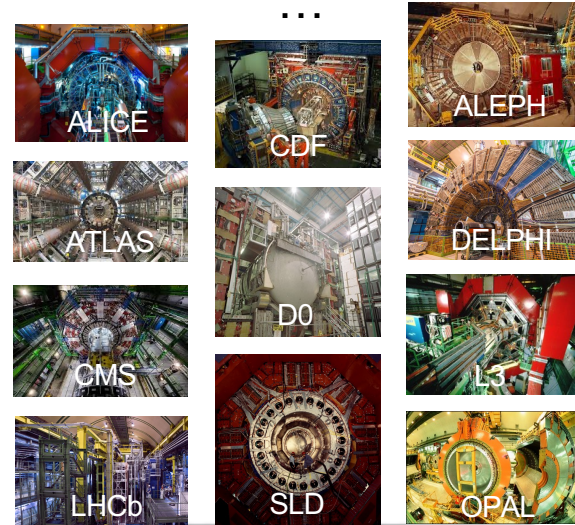 ...
ALICE
CDF
ALEPH
ATLAS
D0
DELPHI
CMS
L3
LHCb
SLD
OPAL